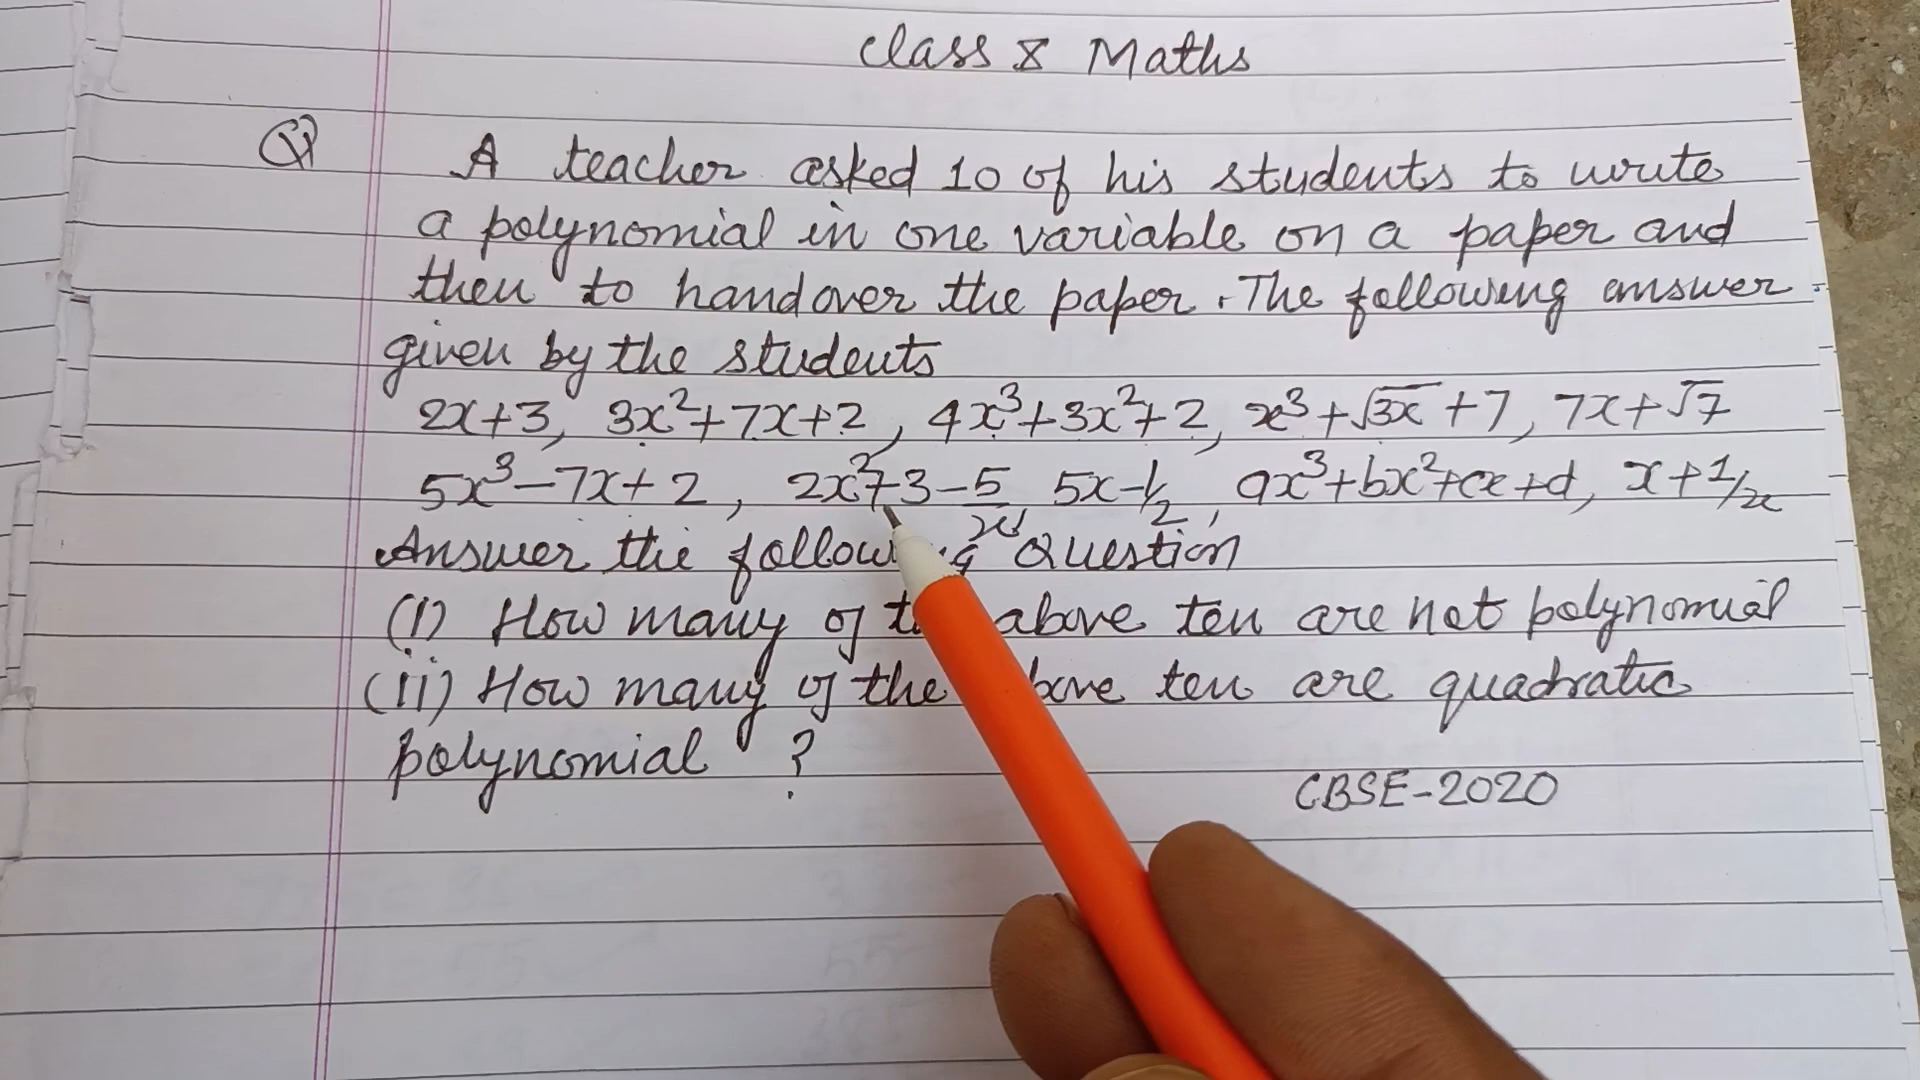 Class X Maths
Q A teacher asked 10 of his students to write
a polynomial in one variable on a paper and
then to handover the paper. The following answer
given by the students
2x+3, 3x²+7x+2, 4x³+3x²+2, x³+√3x+7, 7x+√7
5x³-7x+2, 2x²+3-5/x, 5x-1/2, ax³+bx²+cx+d, x+1/x
Answer the Question
(I) How many of above ten are not polynomial
(ii) How many of the ten are quadratic
polynomial ?
CBSE-2020